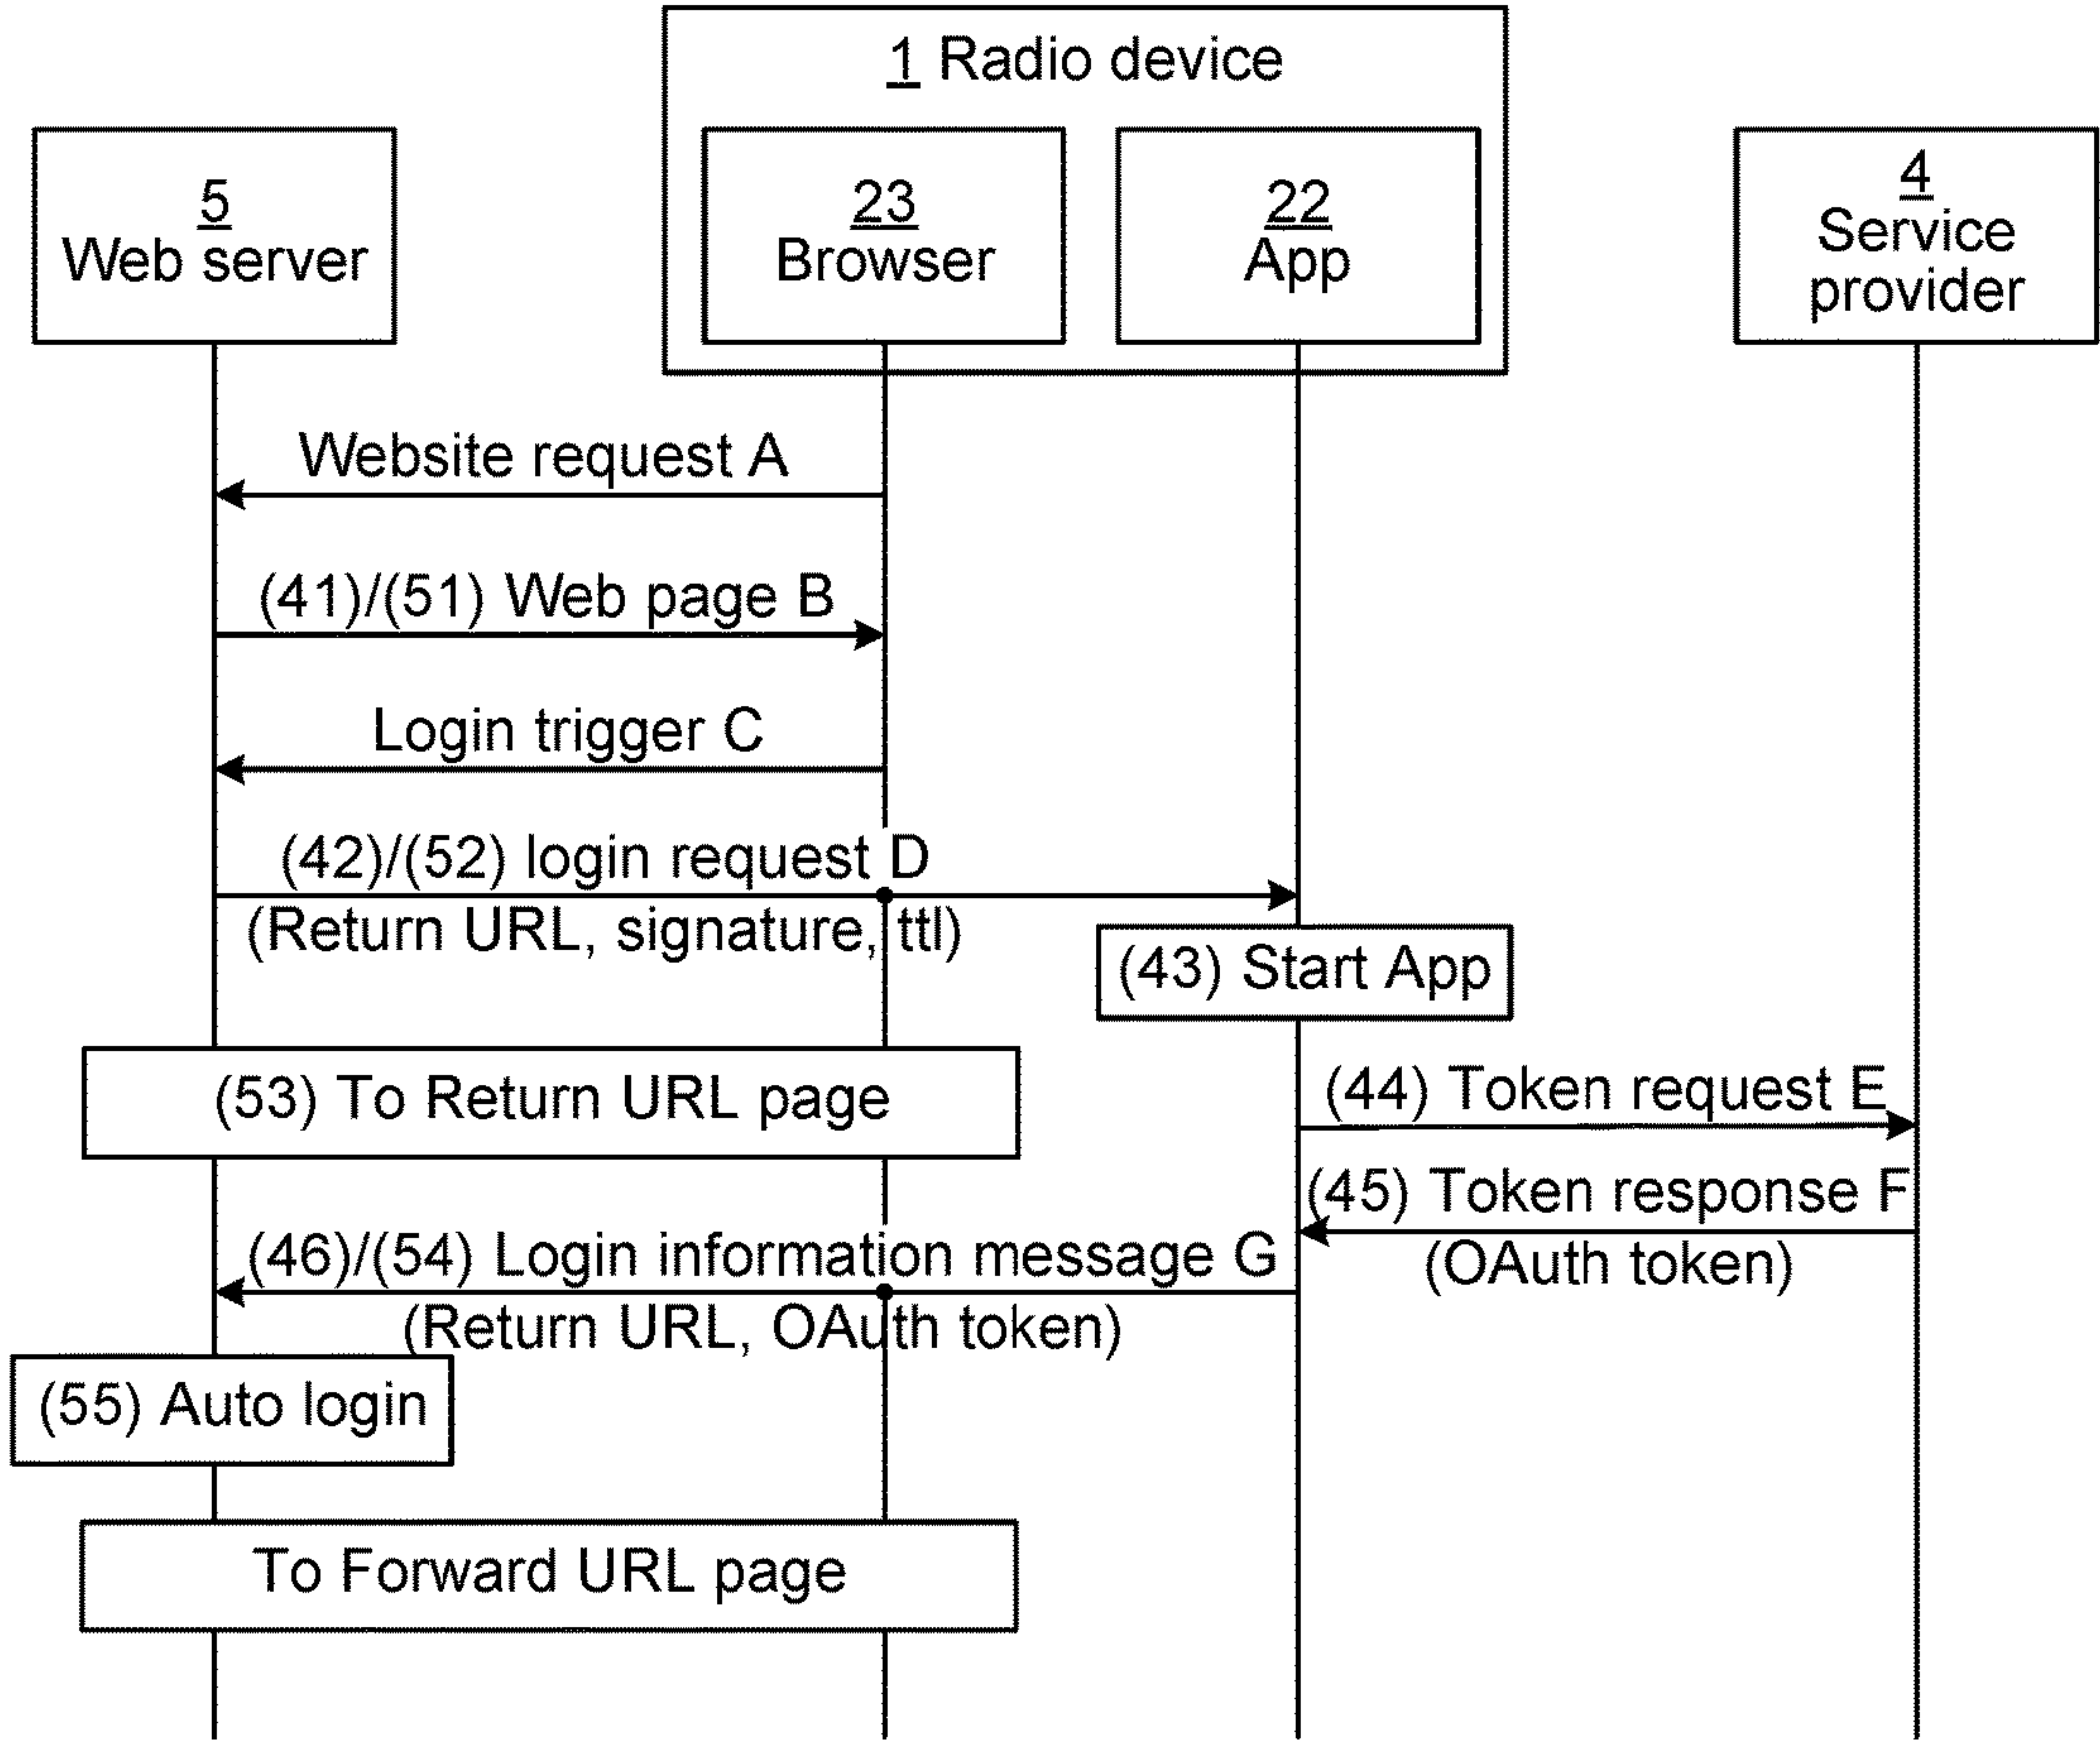 1 Radio device
5
Web server
23
Browser
22
App
4
Service
provider
Website request A
(41)/(51) Web page B
Login trigger C
(42)/(52) login request D
(Return URL, signature, ttl)
(43) Start App
(53) To Return URL page
(44) Token request E
(45) Token response F
(OAuth token)
(46)/(54) Login information message G
(Return URL, OAuth token)
(55) Auto login
To Forward URL page